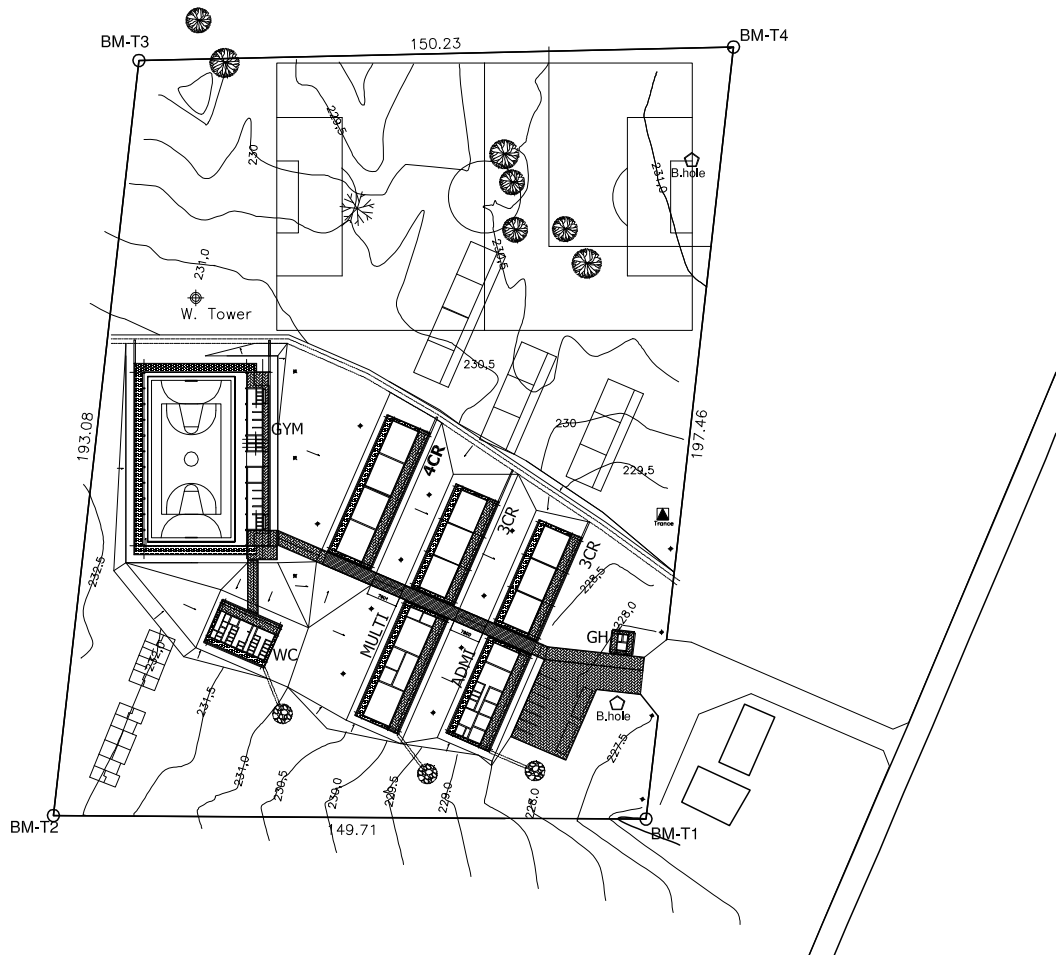 BM-T3
150.23
BM-T4
229,5
230
B.hole
231,0
231,0
230,5
W. Tower
230,5
193.08
GYM
4CR
230
197.46
229,5
3CR
Trance
3CR
232,5
228,5
228,0
MULTI
GH
WC
ADMI
232,0
231,5
B.hole
227,5
231,0
230,5
230,0
229,5
229,0
228,0
BM-T2
149.71
BM-T1